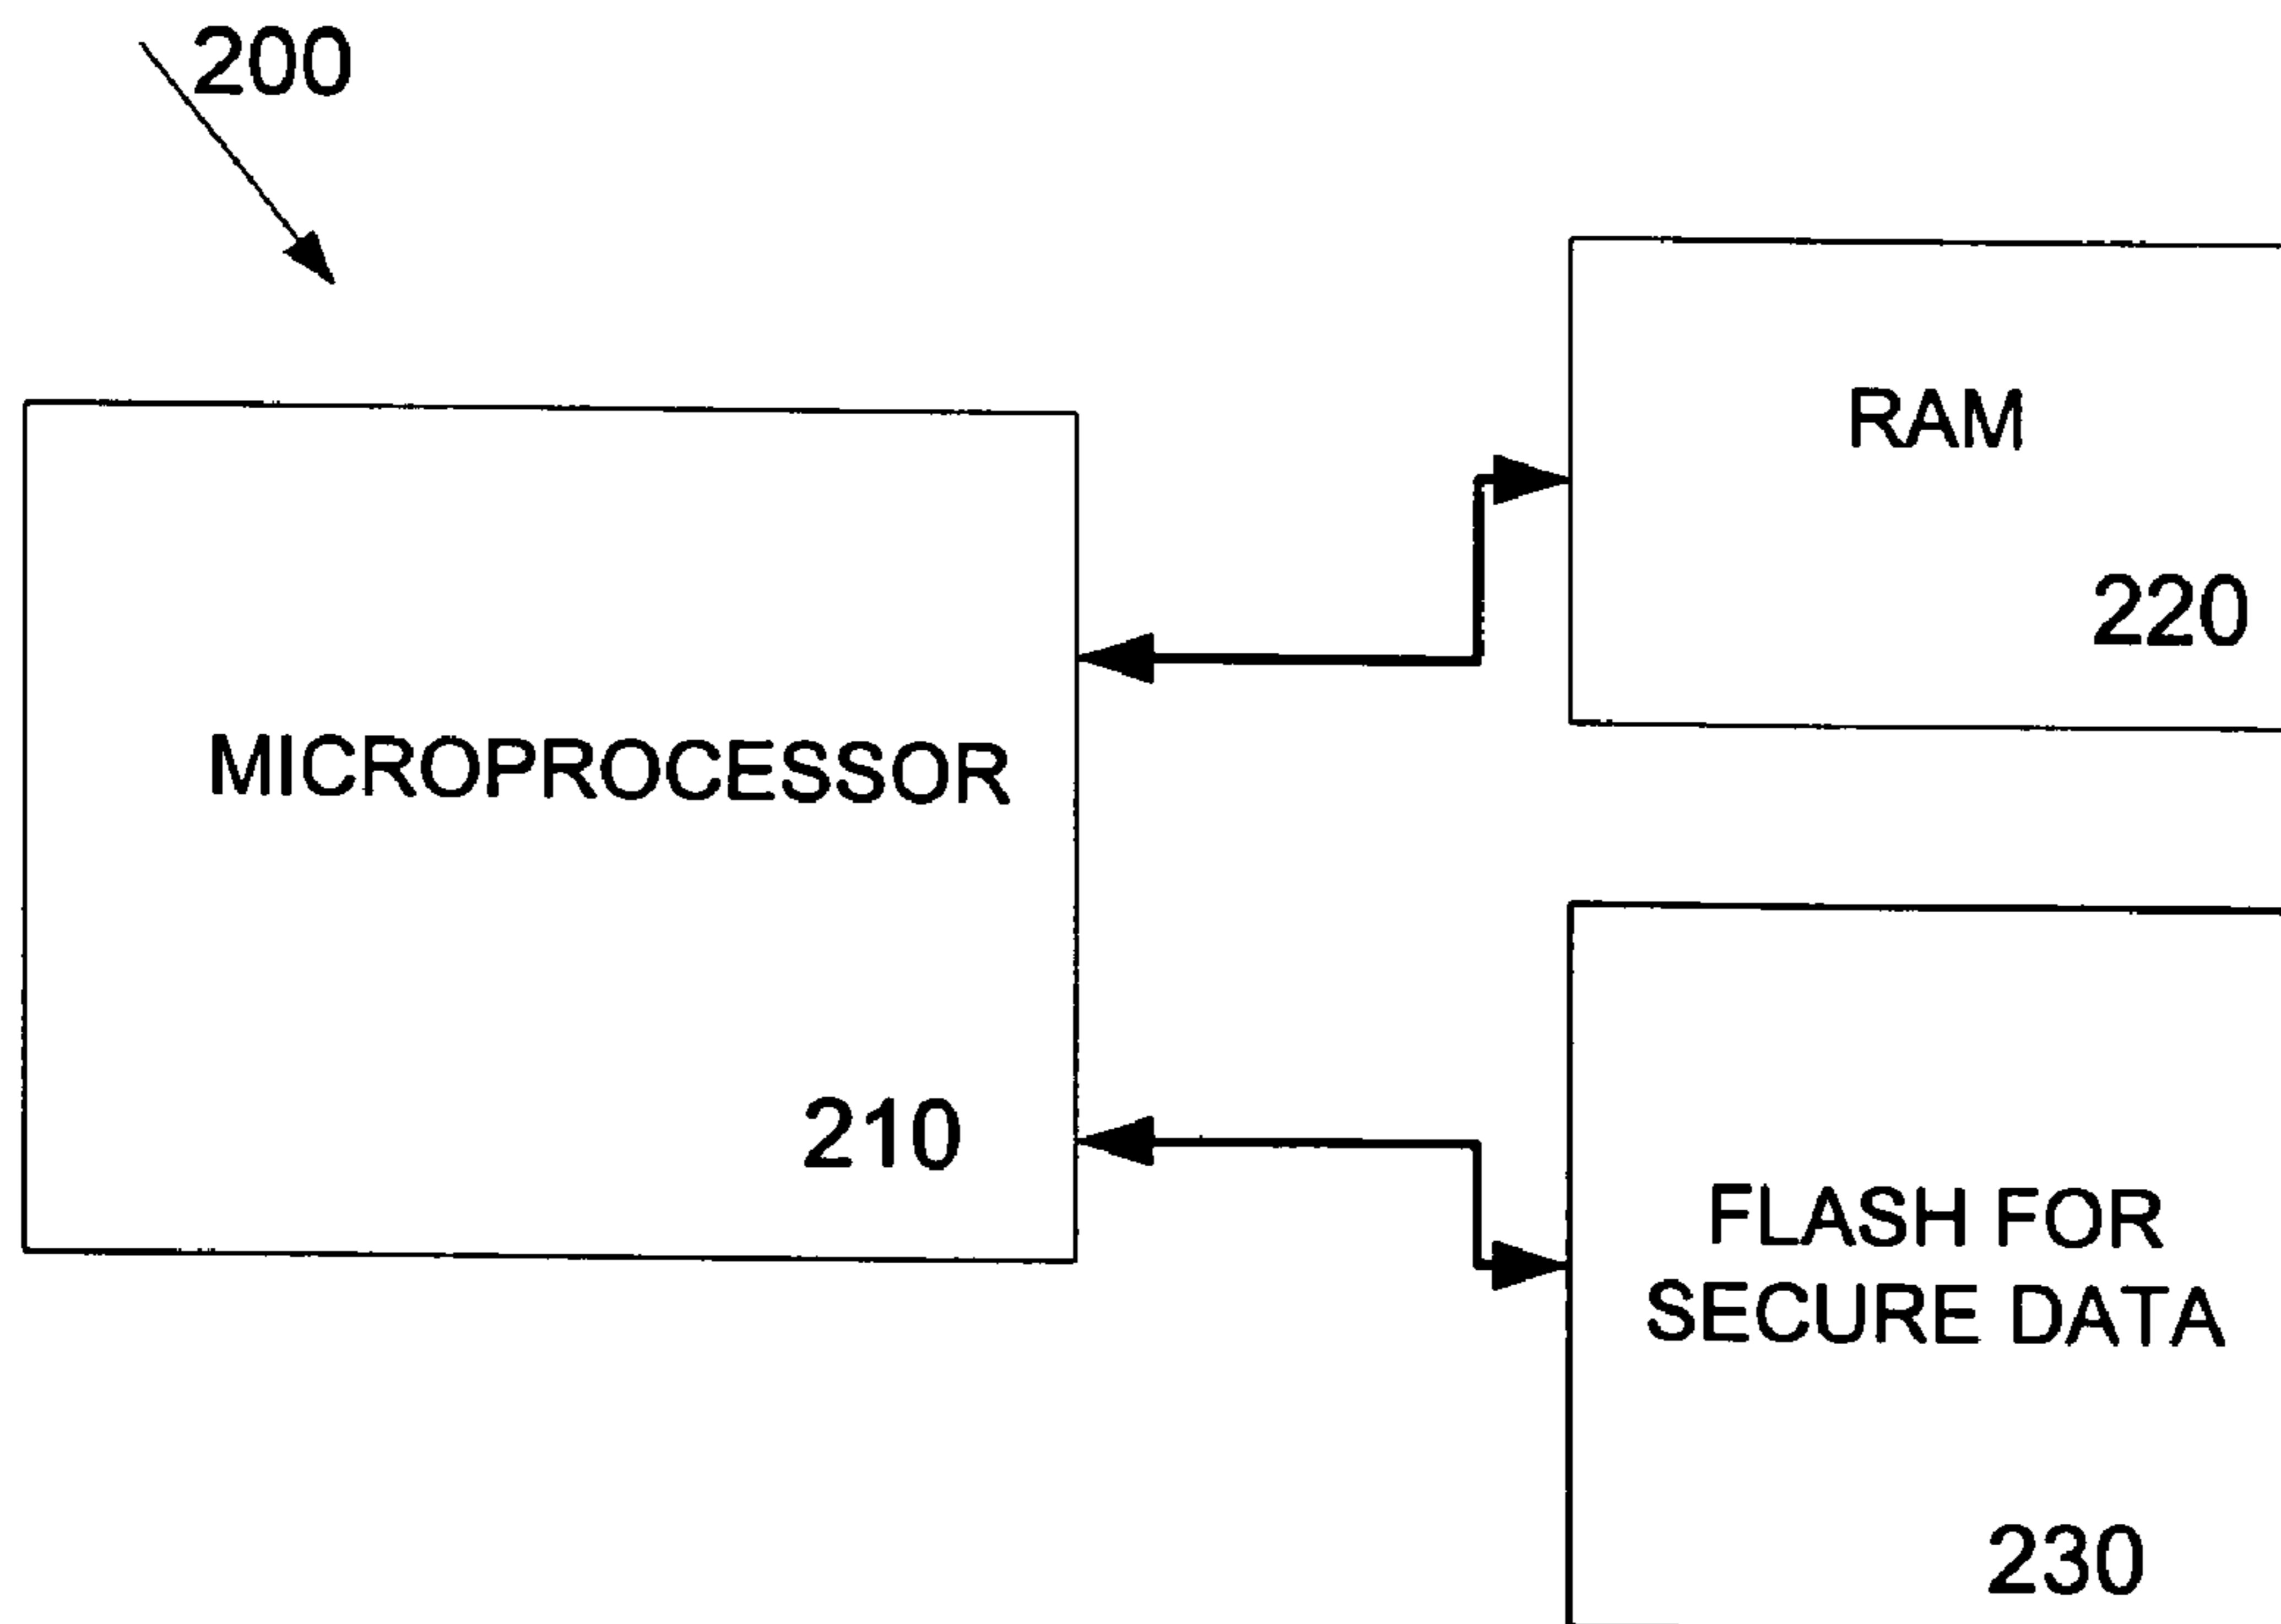 200
RAM
220
MICROPROCESSOR
210
FLASH FOR
SECURE DATA
230